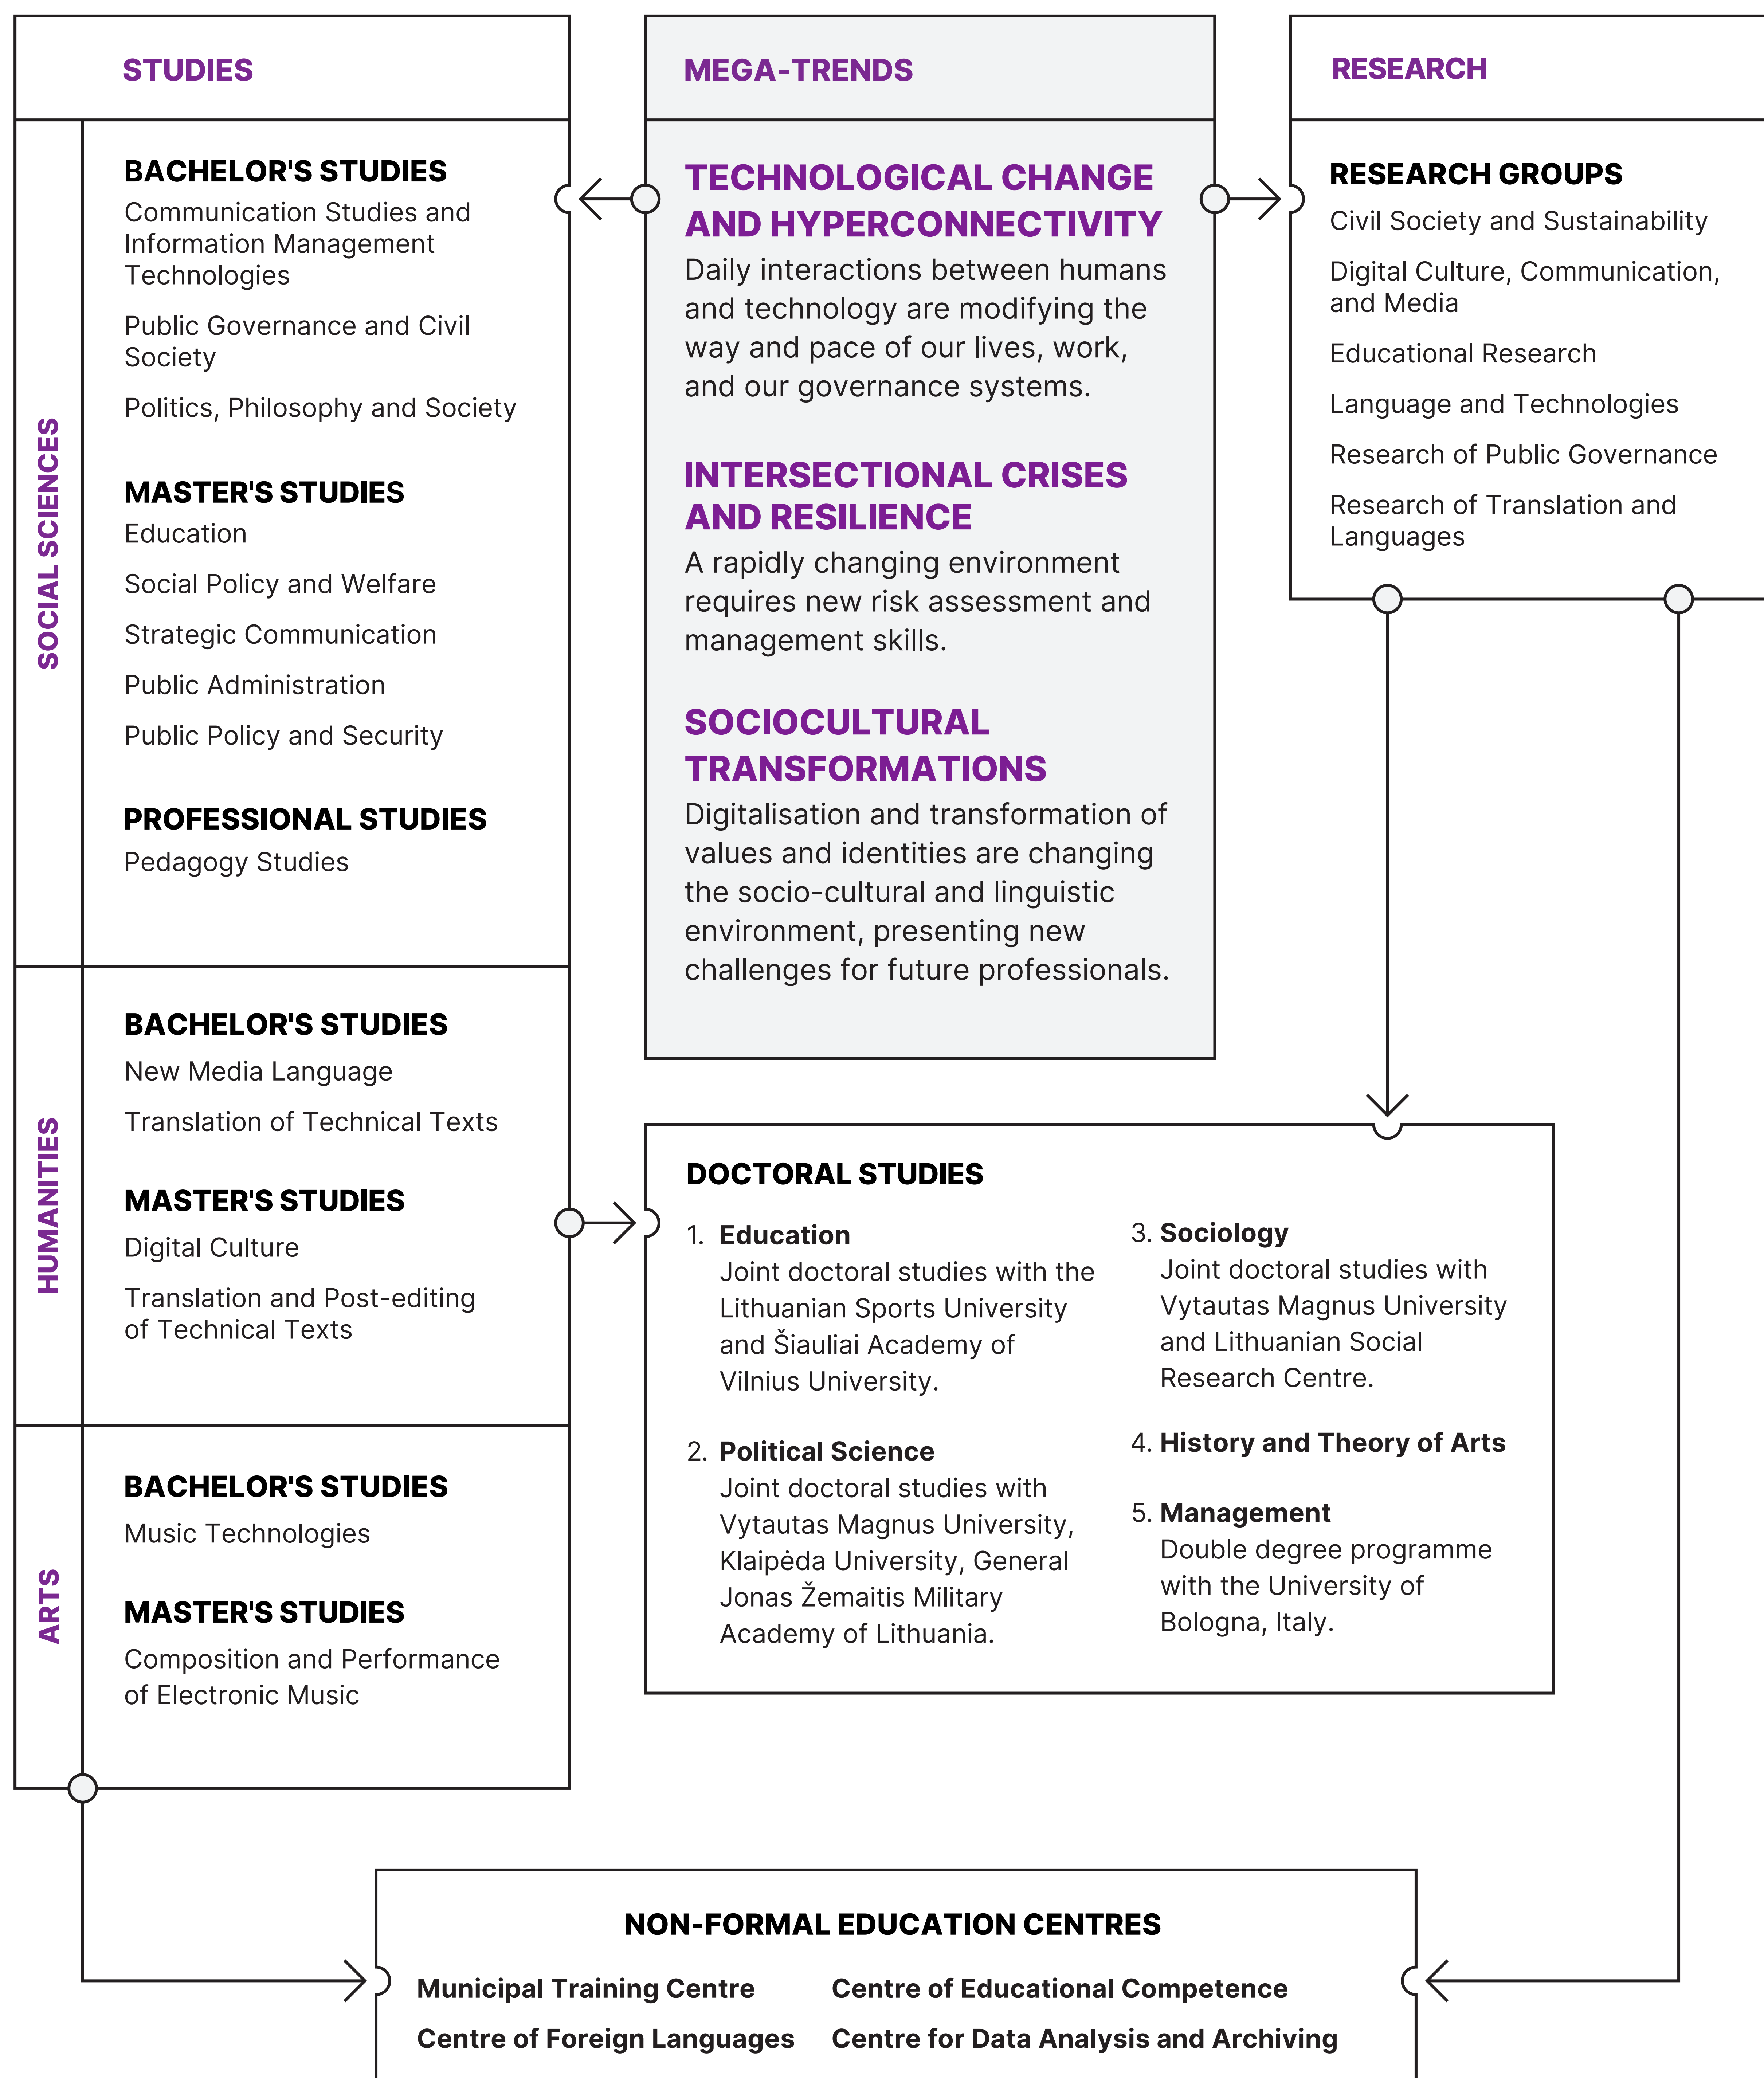 STUDIES
SOCIAL SCIENCES
BACHELOR'S STUDIES
Communication Studies and
Information Management
Technologies
Public Governance and Civil
Society
Politics, Philosophy and Society
MASTER'S STUDIES
Education
Social Policy and Welfare
Strategic Communication
Public Administration
Public Policy and Security
PROFESSIONAL STUDIES
Pedagogy Studies
HUMANITIES
BACHELOR'S STUDIES
New Media Language
Translation of Technical Texts
MASTER'S STUDIES
Digital Culture
Translation and Post-editing
of Technical Texts
ARTS
BACHELOR'S STUDIES
Music Technologies
MASTER'S STUDIES
Composition and Performance
of Electronic Music
MEGA-TRENDS
TECHNOLOGICAL CHANGE
AND HYPERCONNECTIVITY
Daily interactions between humans
and technology are modifying the
way and pace of our lives, work,
and our governance systems.
INTERSECTIONAL CRISES
AND RESILIENCE
A rapidly changing environment
requires new risk assessment and
management skills.
SOCIOCULTURAL
TRANSFORMATIONS
Digitalisation and transformation of
values and identities are changing
the socio-cultural and linguistic
environment, presenting new
challenges for future professionals.
RESEARCH
RESEARCH GROUPS
Civil Society and Sustainability
Digital Culture, Communication,
and Media
Educational Research
Language and Technologies
Research of Public Governance
Research of Translation and
Languages
DOCTORAL STUDIES
1. Education
Joint doctoral studies with the
Lithuanian Sports University
and Šiauliai Academy of
Vilnius University.
2. Political Science
Joint doctoral studies with
Vytautas Magnus University,
Klaipėda University, General
Jonas Žemaitis Military
Academy of Lithuania.
3. Sociology
Joint doctoral studies with
Vytautas Magnus University
and Lithuanian Social
Research Centre.
4. History and Theory of Arts
5. Management
Double degree programme
with the University of
Bologna, Italy.
NON-FORMAL EDUCATION CENTRES
Municipal Training Centre
Centre of Foreign Languages
Centre of Educational Competence
Centre for Data Analysis and Archiving